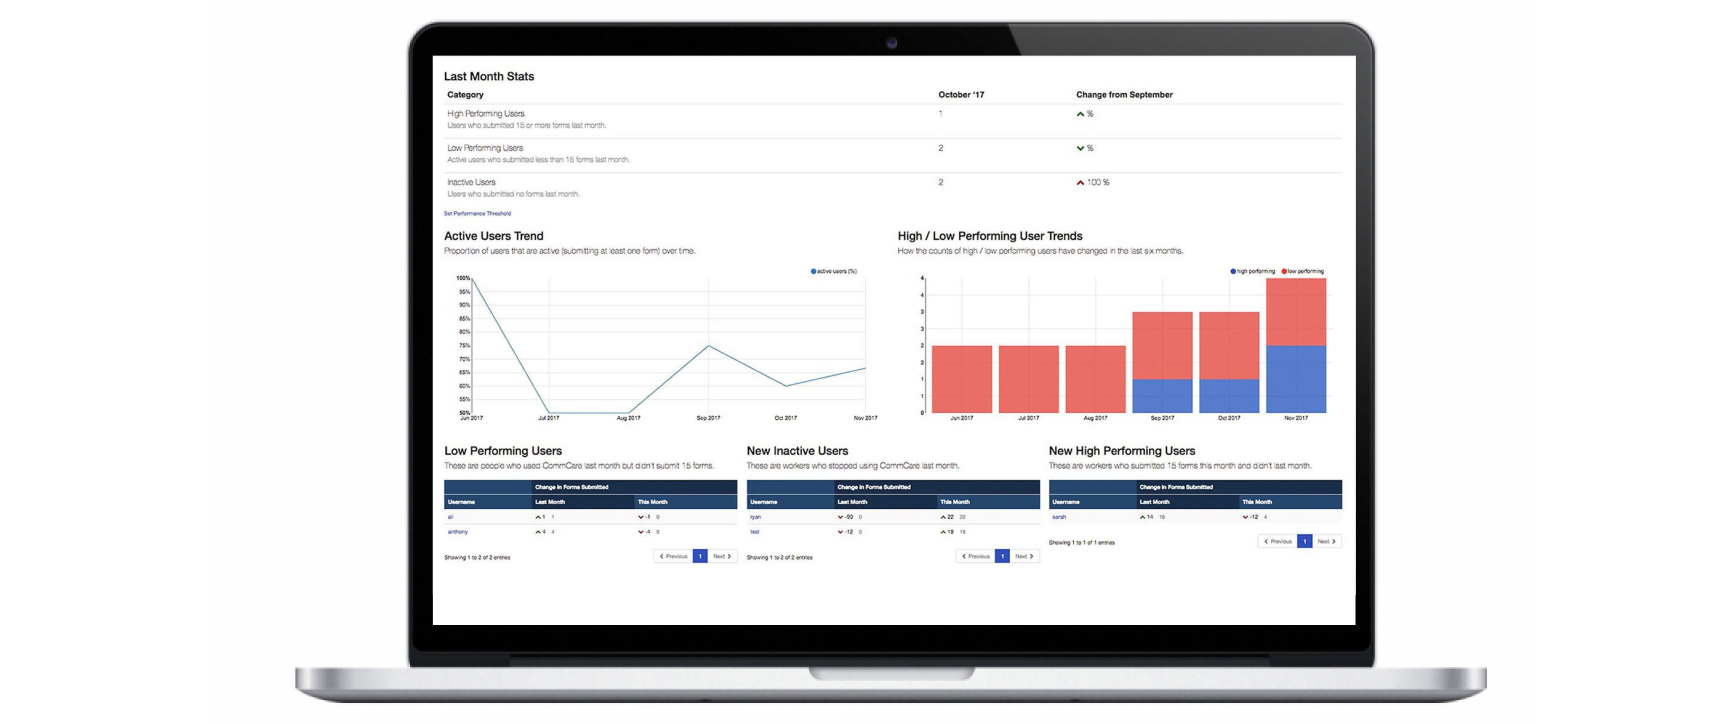 Last Month Stats
Category October '17 Change from September
High Performing Users 1 %
Users who submitted 15 or more forms last month.
Low Performing Users 2 %
Active users who submitted less than 15 forms last month.
Inactive Users 2 100 %
Users who submitted no forms last month.
Set Performance Threshold
Active Users Trend
Proportion of users that are active (submitting at least one form) over time.
active users (%)
100%
95%
90%
85%
80%
75%
70%
65%
60%
55%
50%
Jun 2017 Jul 2017 Aug 2017 Sep 2017 Oct 2017 Nov 2017
High / Low Performing User Trends
How the counts of high / low performing users have changed in the last six months.
high performing low performing
4
4
3
3
2
2
1
1
0
Jun 2017 Jul 2017 Aug 2017 Sep 2017 Oct 2017 Nov 2017
Low Performing Users
These are people who used CommCare last month but didn't submit 15 forms.
Change in Forms Submitted
Username Last Month This Month
ali 1 1 -1 0
anthony 4 4 -4 0
Showing 1 to 2 of 2 entries
Previous 1 Next
New Inactive Users
These are workers who stopped using CommCare last month.
Change in Forms Submitted
Username Last Month This Month
ryan -90 0 22 22
test -12 0 18 18
Showing 1 to 2 of 2 entries
Previous 1 Next
New High Performing Users
These are workers who submitted 15 forms this month and didn't last month.
Change in Forms Submitted
Username Last Month This Month
sarah 14 16 -12 4
Showing 1 to 1 of 1 entries
Previous 1 Next